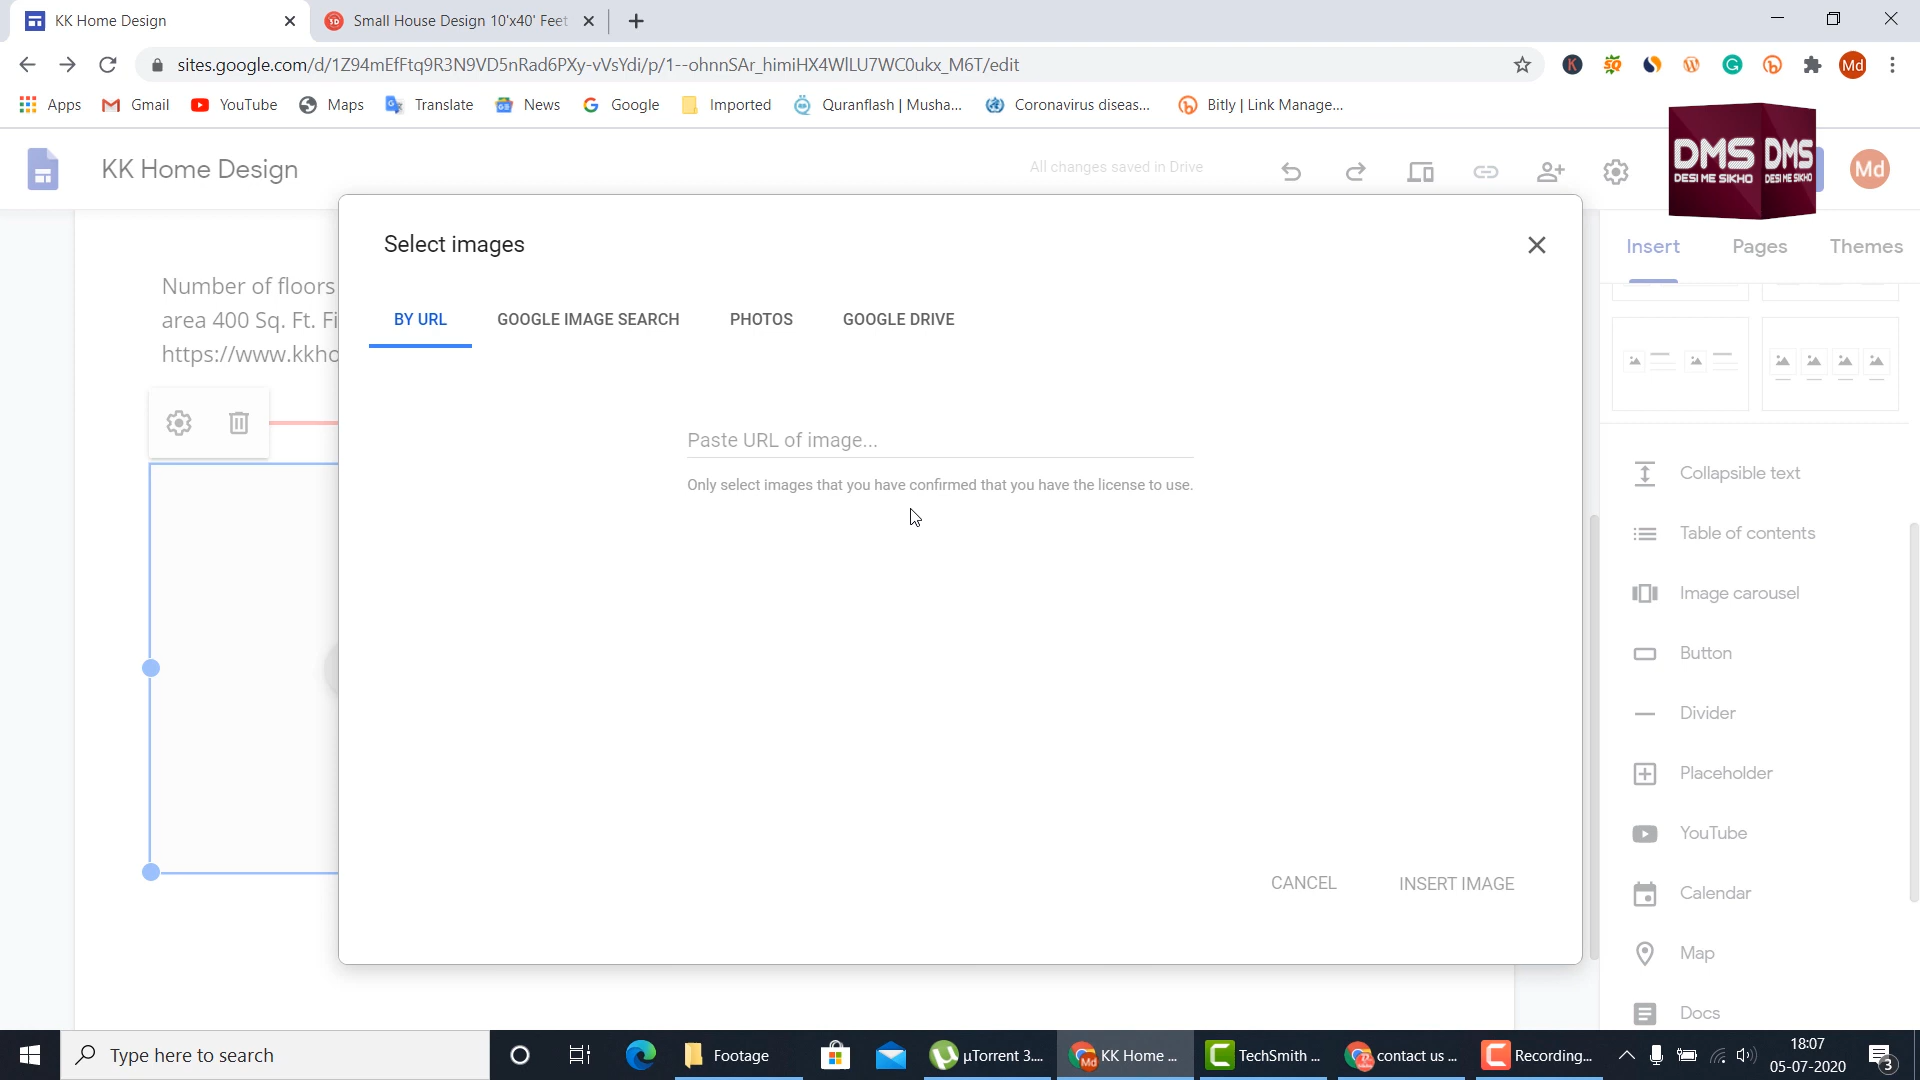 KK Home Design
Small House Design 10'x40' Feet
sites.google.com/d/1Z94mEfFtq9R3N9VD5nRad6PXy-vVsYdi/p/1--ohnnSAr_himiHX4WlLU7WC0ukx_M6T/edit
Md
Apps Gmail YouTube Maps Translate News Google Imported Quranflash | Musha... Coronavirus diseas... Bitly | Link Manage...
KK Home Design
All changes saved in Drive
DMS DMS
DESI ME SIKHO DESI ME SIKHO
Md
Insert Pages Themes
Select images
BY URL GOOGLE IMAGE SEARCH PHOTOS GOOGLE DRIVE
Number of floors
area 400 Sq. Ft. Fi
https://www.kkho
Paste URL of image...
Only select images that you have confirmed that you have the license to use.
CANCEL INSERT IMAGE
Collapsible text
Table of contents
Image carousel
Button
Divider
Placeholder
YouTube
Calendar
Map
Docs
Type here to search
Footage
µTorrent 3....
KK Home ...
TechSmith ...
contact us ...
Recording...
18:07
05-07-2020
3